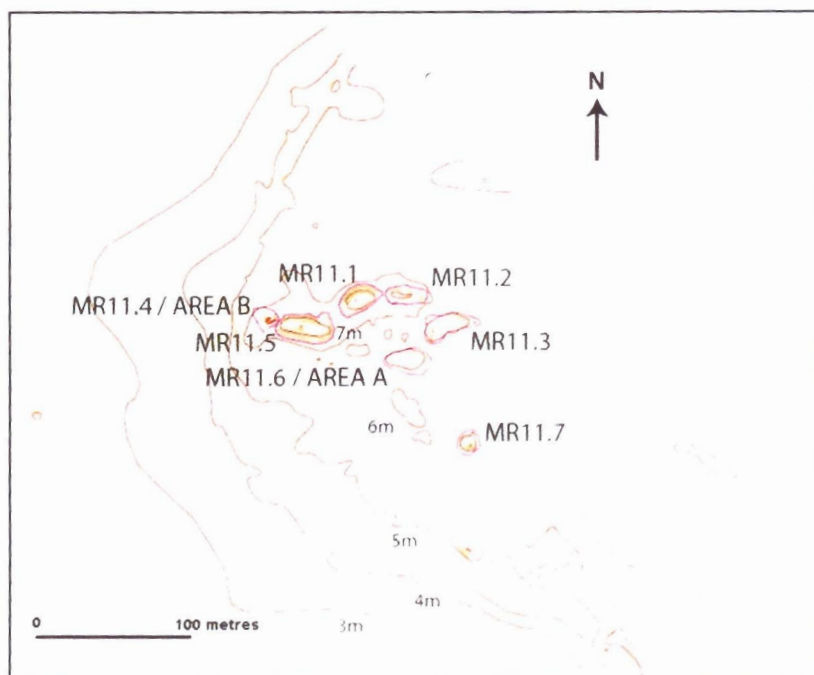 N
MR11.1
MR11.2
MR11.4 / AREA B
MR11.5
7m
MR11.3
MR11.6 / AREA A
6m
MR11.7
5m
4m
3m
0 100 metres